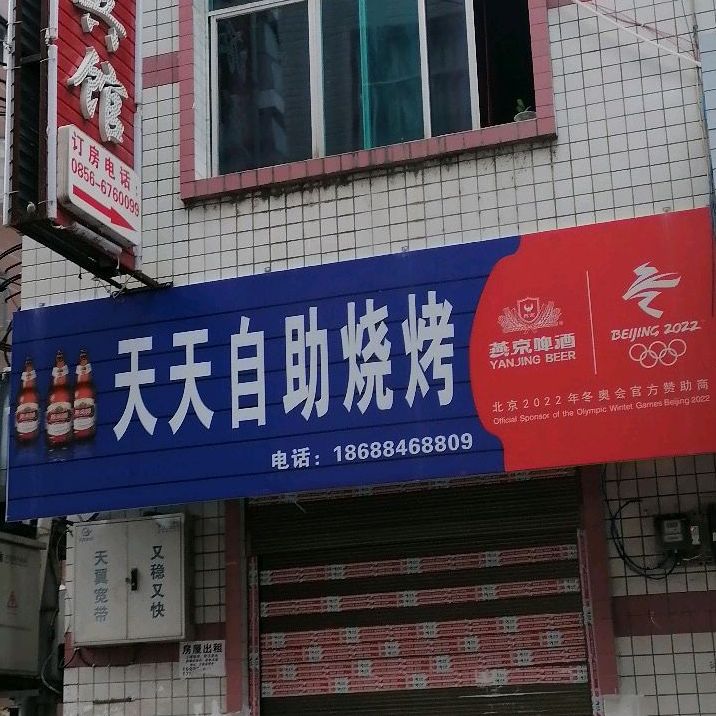 宾馆
订房电话
0856-6760099
天天自助烧烤
电话：18688468809
燕京啤酒
YANJING BEER
BEIJING 2022
北京2022年冬奥会官方赞助商
Official Sponsor of the Olympic Winter Games Beijing 2022
天翼宽带
又稳又快
房屋出租